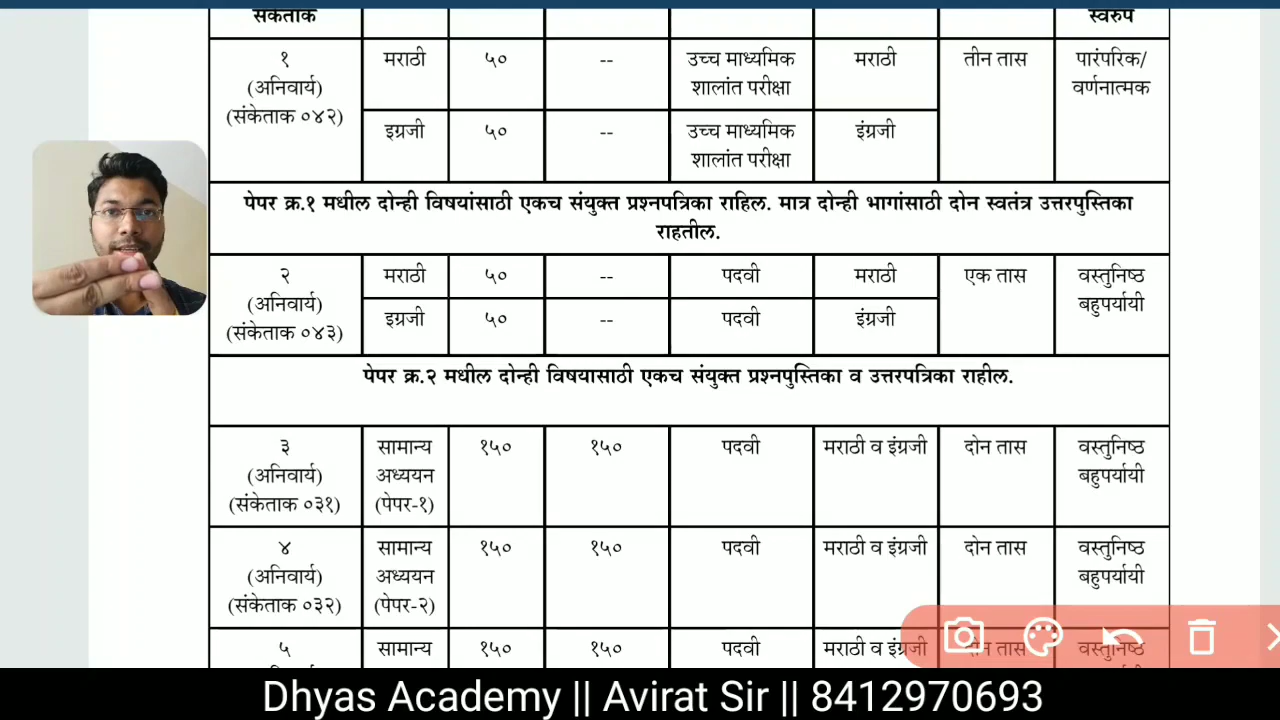 संकेताक स्वरुप
१ मराठी ५० -- उच्च माध्यमिक मराठी तीन तास पारंपरिक/
(अनिवार्य) शालांत परीक्षा वर्णनात्मक
(संकेताक ०४२)
इग्रजी ५० -- उच्च माध्यमिक इंग्रजी
शालांत परीक्षा
पेपर क्र.१ मधील दोन्ही विषयांसाठी एकच संयुक्त प्रश्नपत्रिका राहिल. मात्र दोन्ही भागांसाठी दोन स्वतंत्र उत्तरपुस्तिका
राहतील.
२ मराठी ५० -- पदवी मराठी एक तास वस्तुनिष्ठ
(अनिवार्य) बहुपर्यायी
(संकेताक ०४३) इग्रजी ५० -- पदवी इंग्रजी
पेपर क्र.२ मधील दोन्ही विषयासाठी एकच संयुक्त प्रश्नपुस्तिका व उत्तरपत्रिका राहील.
३ सामान्य १५० १५० पदवी मराठी व इंग्रजी दोन तास वस्तुनिष्ठ
(अनिवार्य) अध्ययन बहुपर्यायी
(संकेताक ०३१) (पेपर-१)
४ सामान्य १५० १५० पदवी मराठी व इंग्रजी दोन तास वस्तुनिष्ठ
(अनिवार्य) अध्ययन बहुपर्यायी
(संकेताक ०३२) (पेपर-२)
५ सामान्य १५० १५० पदवी मराठी व इंग्रजी दोन तास वस्तुनिष्ठ
Dhyas Academy || Avirat Sir || 8412970693